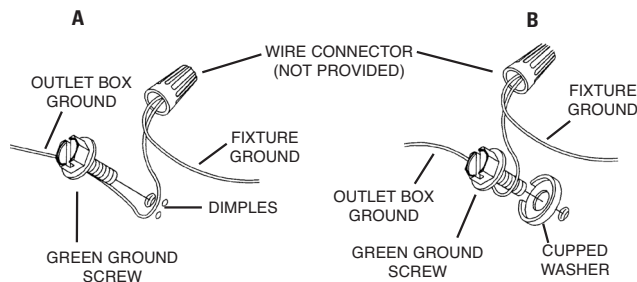 A
B
WIRE CONNECTOR
(NOT PROVIDED)
OUTLET BOX
GROUND
FIXTURE
GROUND
DIMPLES
GREEN GROUND
SCREW
FIXTURE
GROUND
OUTLET BOX
GROUND
GREEN GROUND
SCREW
CUPPED
WASHER